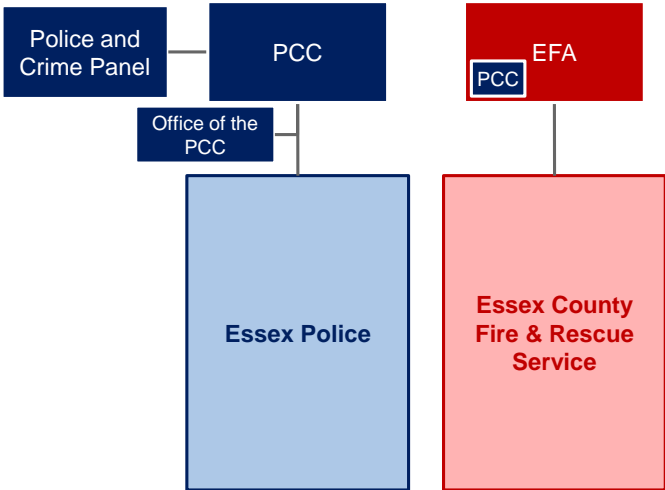 Police and
Crime Panel
PCC
EFA
PCC
Office of the
PCC
Essex Police
Essex County
Fire & Rescue
Service